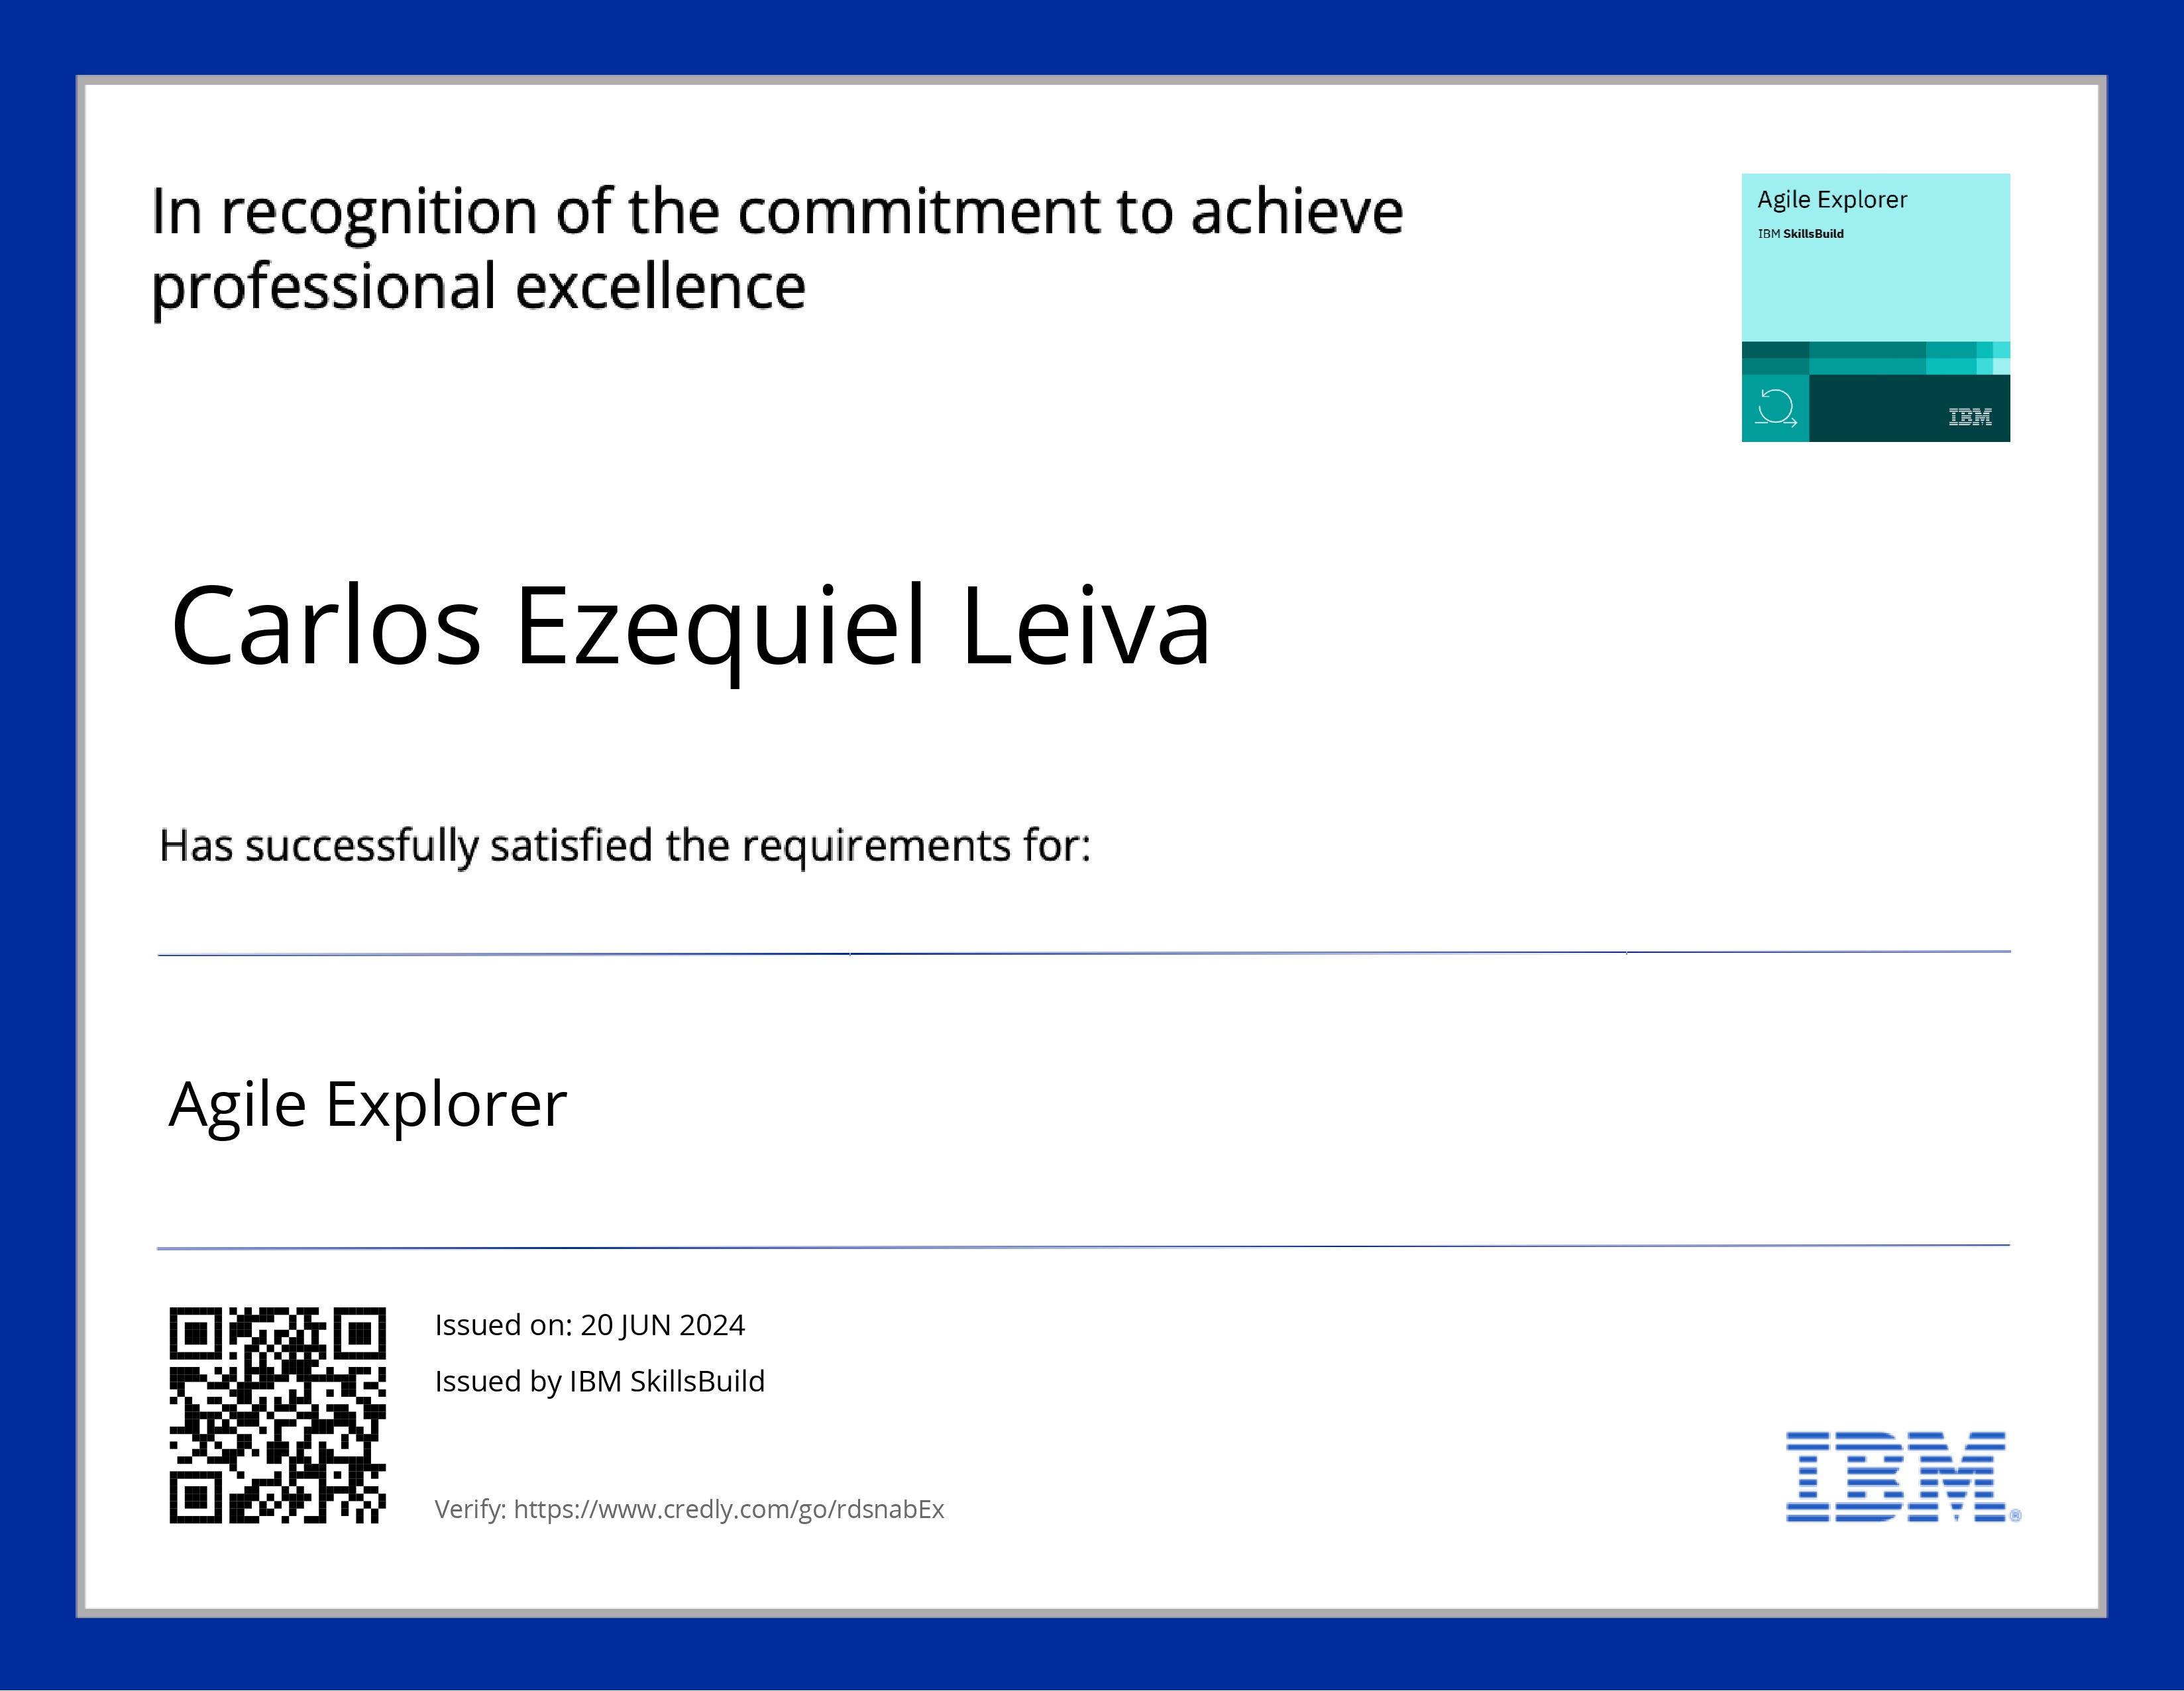 In recognition of the commitment to achieve
professional excellence
Agile Explorer
IBM SkillsBuild
IBM
Carlos Ezequiel Leiva
Has successfully satisfied the requirements for:
Agile Explorer
Issued on: 20 JUN 2024
Issued by IBM SkillsBuild
Verify: https://www.credly.com/go/rdsnabEx
IBM®